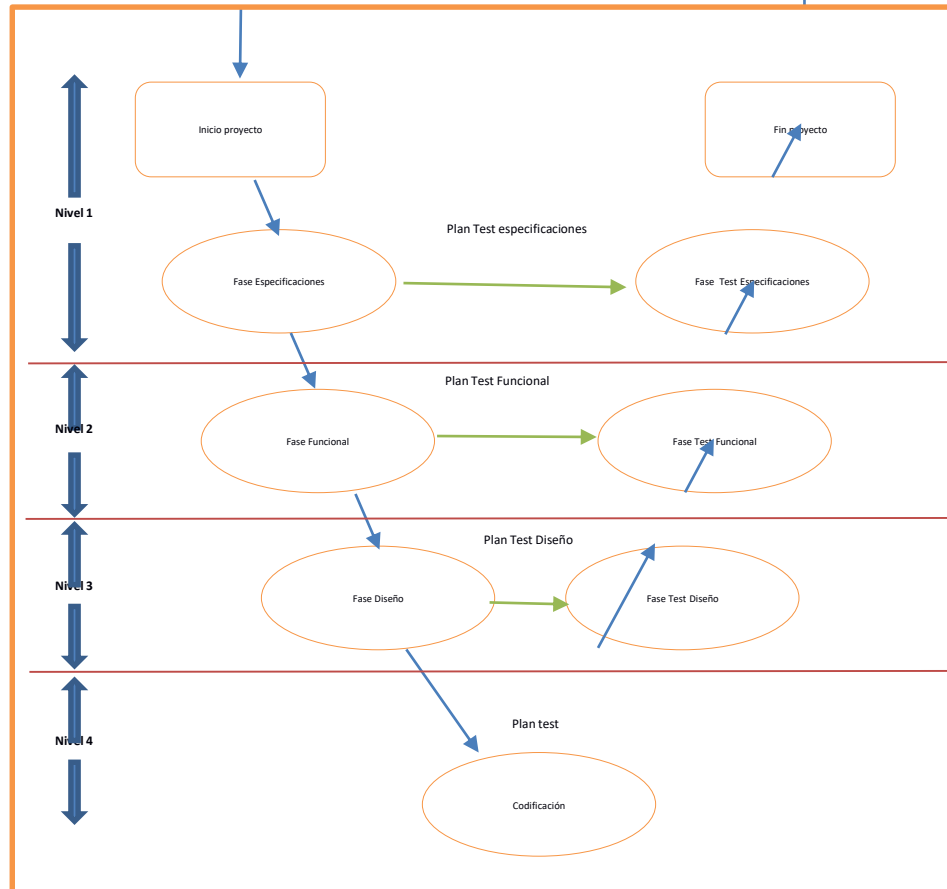 Inicio proyecto
Fin proyecto
Nivel 1
Plan Test especificaciones
Fase Especificaciones
Fase Test Especificaciones
Plan Test Funcional
Nivel 2
Fase Funcional
Fase Test Funcional
Plan Test Diseño
Nivel 3
Fase Diseño
Fase Test Diseño
Plan test
Nivel 4
Codificación